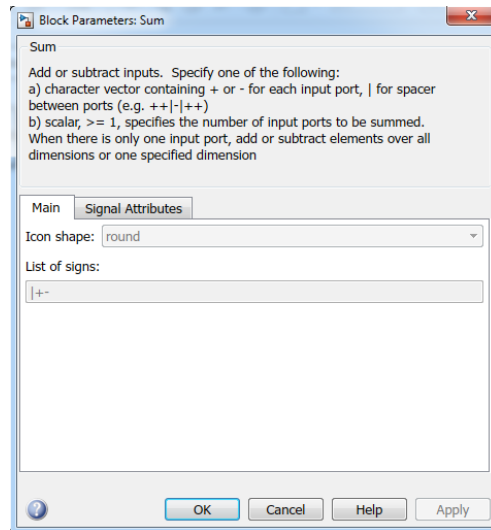 Block Parameters: Sum
Sum
Add or subtract inputs.  Specify one of the following:
a) character vector containing + or - for each input port, | for spacer
between ports (e.g. ++|-|++)
b) scalar, >= 1, specifies the number of input ports to be summed.
When there is only one input port, add or subtract elements over all
dimensions or one specified dimension
Main Signal Attributes
Icon shape: round
List of signs:
|+-
OK Cancel Help Apply